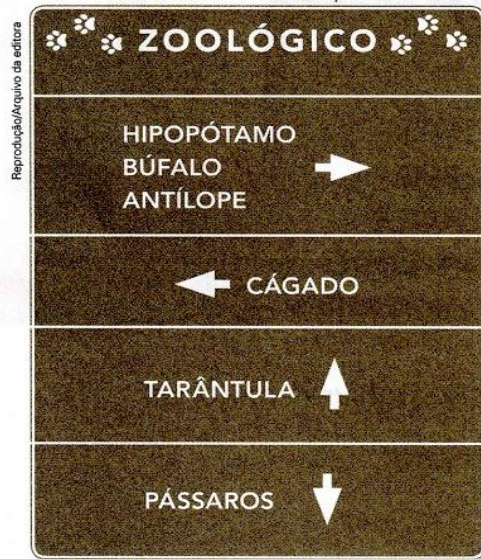 Reprodução/Arquivo da editora
ZOOLÓGICO
HIPOPÓTAMO
BÚFALO
ANTÍLOPE
CÁGADO
TARÂNTULA
PÁSSAROS